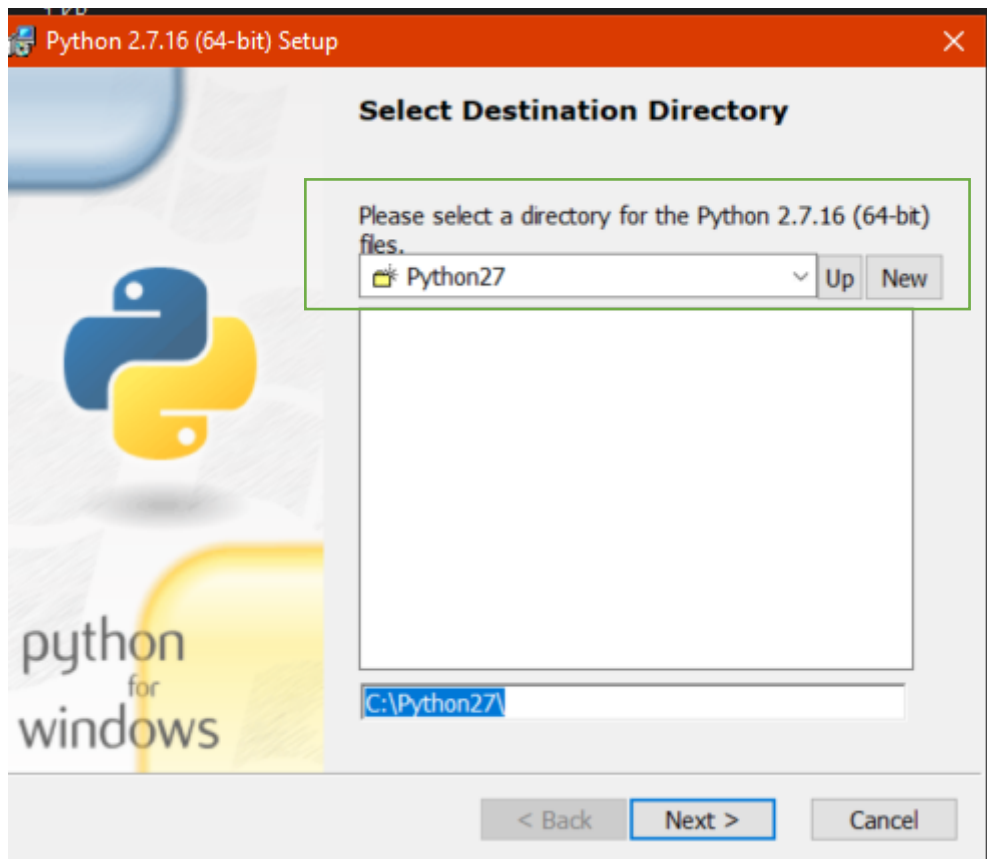 Python 2.7.16 (64-bit) Setup
Select Destination Directory
Please select a directory for the Python 2.7.16 (64-bit)
files.
Python27
Up
New
C:\Python27\
python
for
windows
< Back
Next >
Cancel